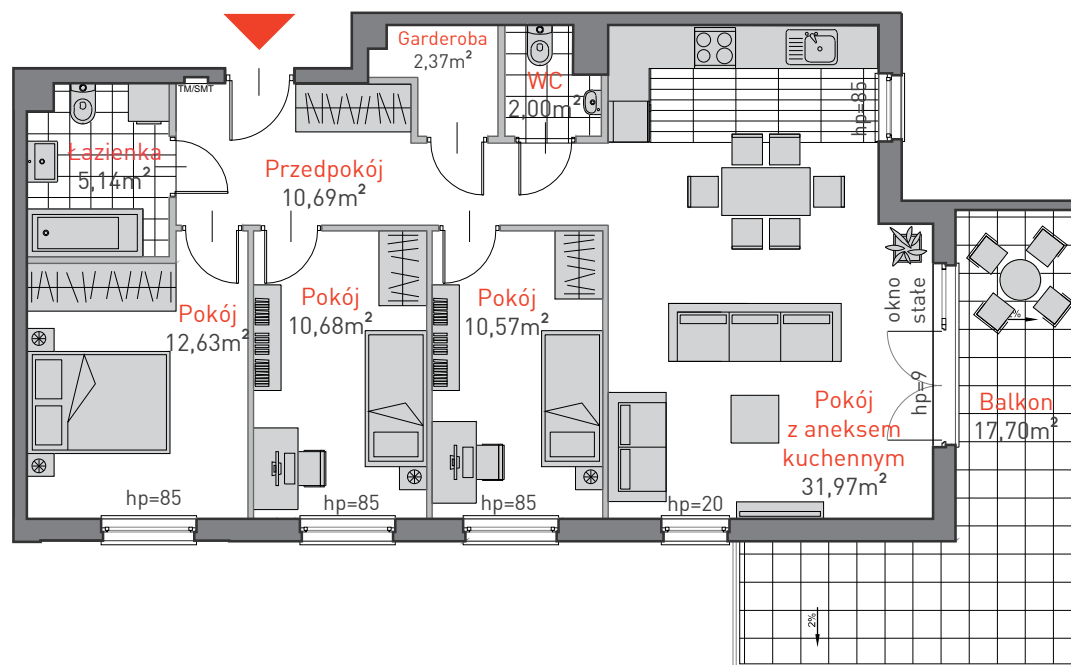 Garderoba
2,37m²
WC
2,00m²
hp=85
TM/SMT
Łazienka
5,14m²
Przedpokój
10,69m²
Pokój
12,63m²
Pokój
10,68m²
Pokój
10,57m²
okno
stałe
2%
hp=9
Pokój
z aneksem
kuchennym
31,97m²
Balkon
17,70m²
hp=85
hp=85
hp=85
hp=20
2%